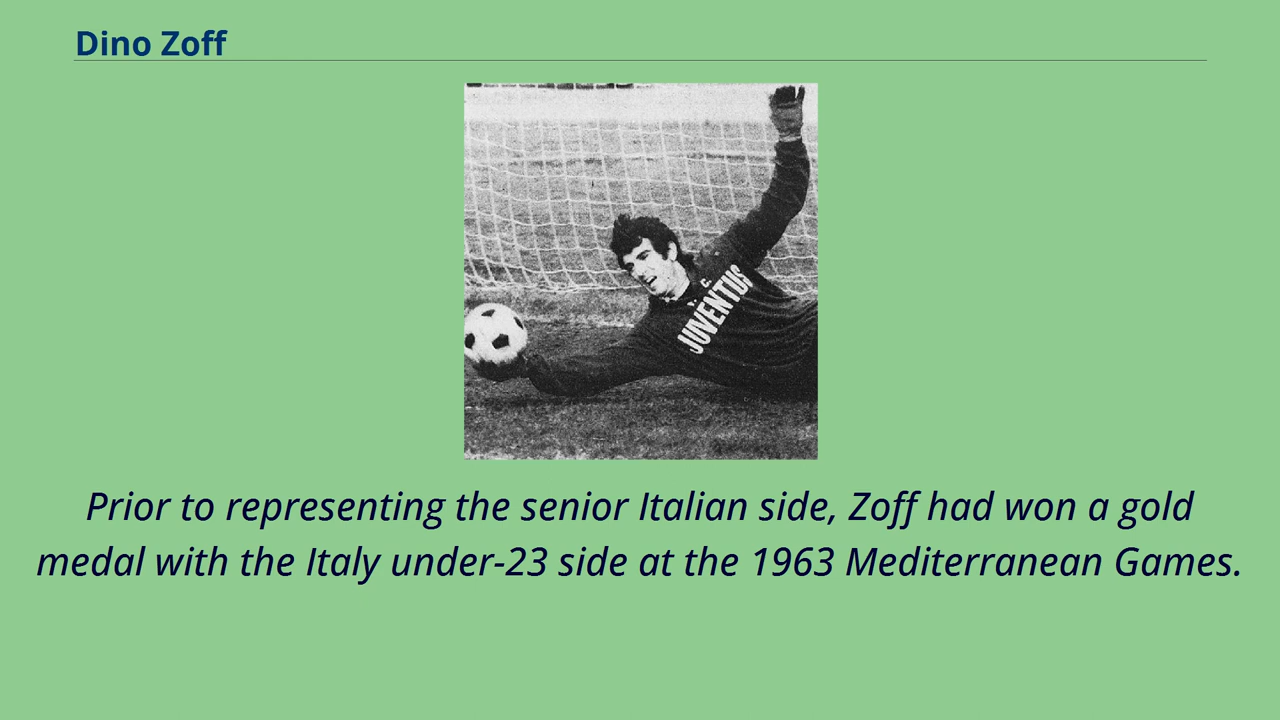 Dino Zoff
JUVENTUS
Prior to representing the senior Italian side, Zoff had won a gold
medal with the Italy under-23 side at the 1963 Mediterranean Games.